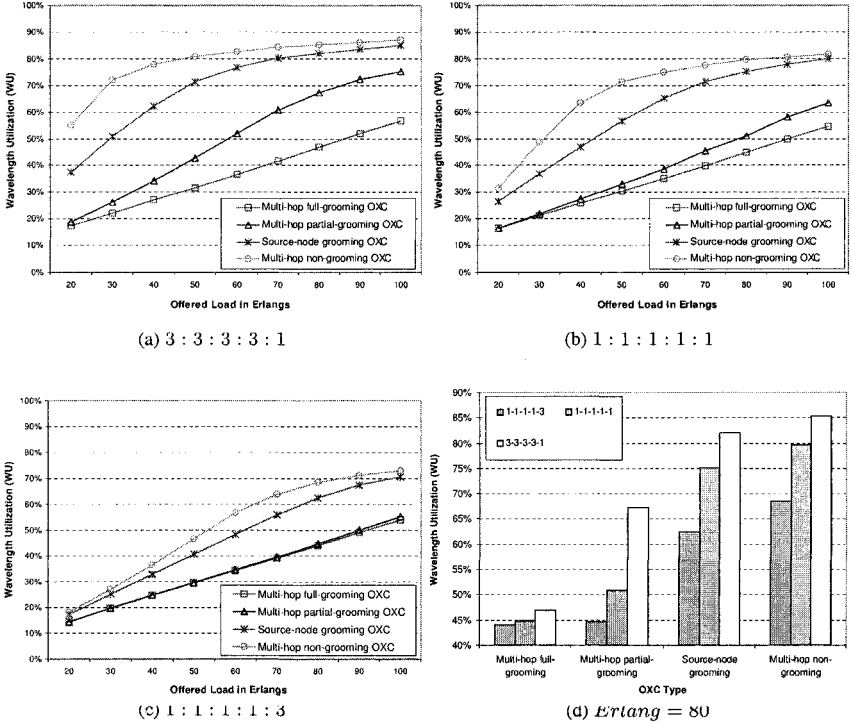 100%
90%
80%
70%
60%
50%
40%
30%
20%
10%
0%
Wavelength Utilization (WU)
Multi-hop full-grooming OXC
Multi-hop partial-grooming OXC
Source-node grooming OXC
Multi-hop non-grooming OXC
20 30 40 50 60 70 80 90 100
Offered Load in Erlangs
(a) 3 : 3 : 3 : 3 : 1
100%
90%
80%
70%
60%
50%
40%
30%
20%
10%
0%
Wavelength Utilization (WU)
Multi-hop full-grooming OXC
Multi-hop partial-grooming OXC
Source-node grooming OXC
Multi-hop non-grooming OXC
20 30 40 50 60 70 80 90 100
Offered Load in Erlangs
(b) 1 : 1 : 1 : 1 : 1
100%
90%
80%
70%
60%
50%
40%
30%
20%
10%
0%
Wavelength Utilization (WU)
Multi-hop full-grooming OXC
Multi-hop partial-grooming OXC
Source-node grooming OXC
Multi-hop non-grooming OXC
20 30 40 50 60 70 80 90 100
Offered Load in Erlangs
(c) 1 : 1 : 1 : 1 : 3
90%
85%
80%
75%
70%
65%
60%
55%
50%
45%
40%
Wavelength Utilization (WU)
1-1-1-1-3 1-1-1-1-1
3-3-3-3-1
Multi-hop full-grooming
Multi-hop partial-grooming
Source-node grooming
Multi-hop non-grooming
OXC Type
(d) Erlang = 80